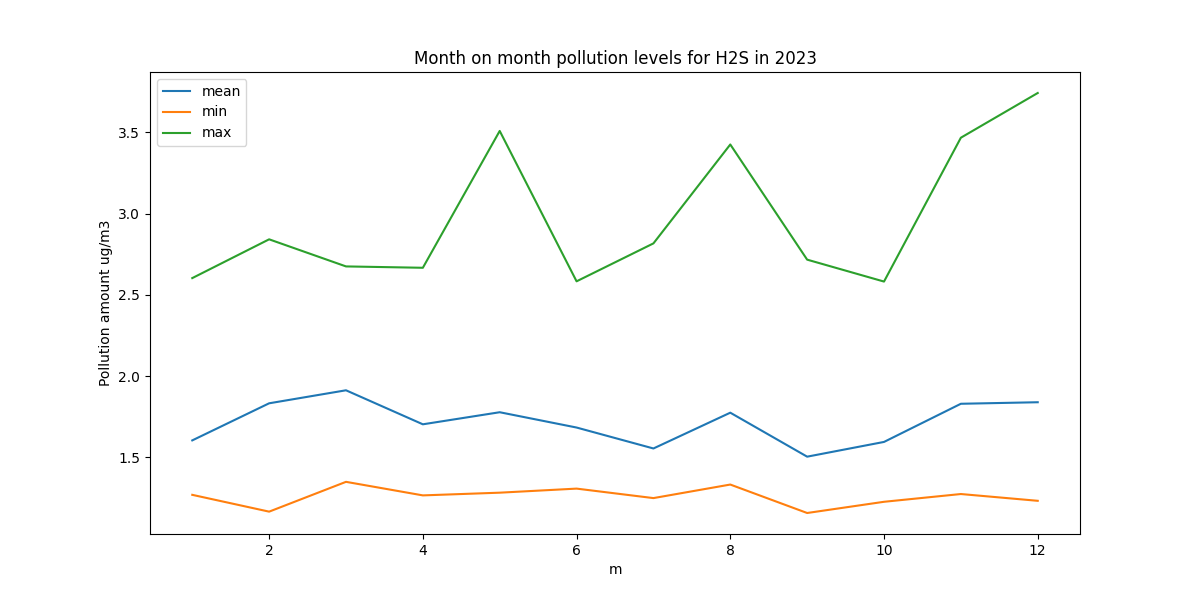 Month on month pollution levels for H2S in 2023
mean
min
max
3.5
3.0
2.5
2.0
1.5
Pollution amount ug/m3
2 4 6 8 10 12
m